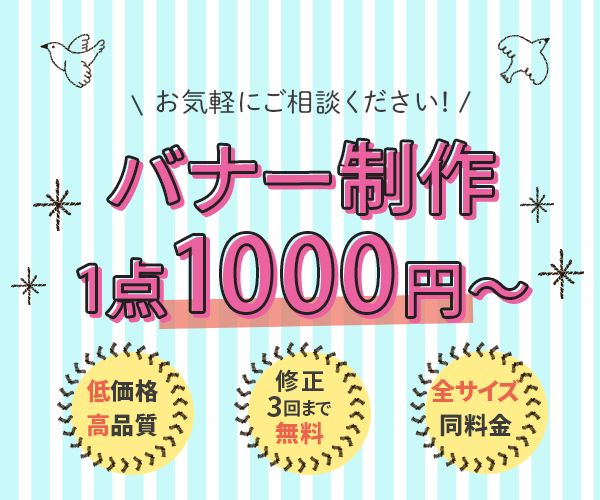 \ お気軽にご相談ください! /
バナー制作
1点1000円〜
低価格
高品質
修正
3回まで
無料
全サイズ
同料金